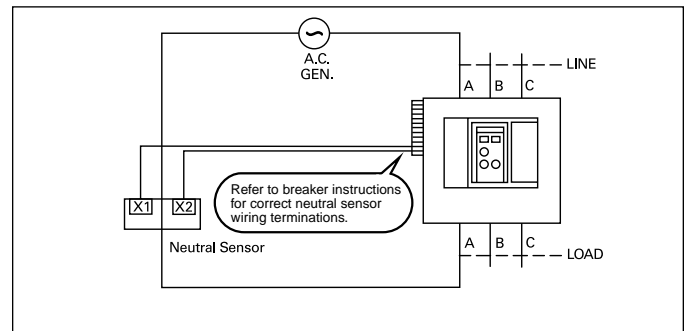 A.C.
GEN.
LINE
A B C
Refer to breaker instructions
for correct neutral sensor
wiring terminations.
X1 X2
Neutral Sensor
A B C
LOAD